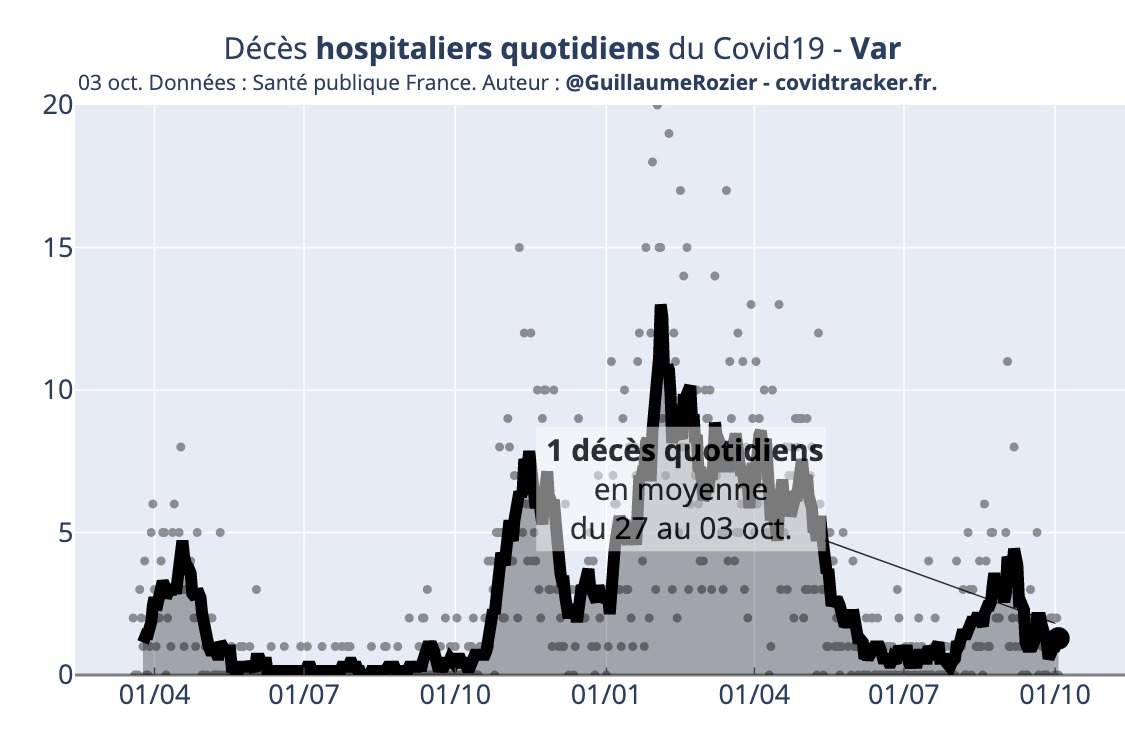 Décès hospitaliers quotidiens du Covid19 - Var
03 oct. Données : Santé publique France. Auteur : @GuillaumeRozier - covidtracker.fr.
20
15
10
5
0
1 décès quotidiens
en moyenne
du 27 au 03 oct.
01/04 01/07 01/10 01/01 01/04 01/07 01/10